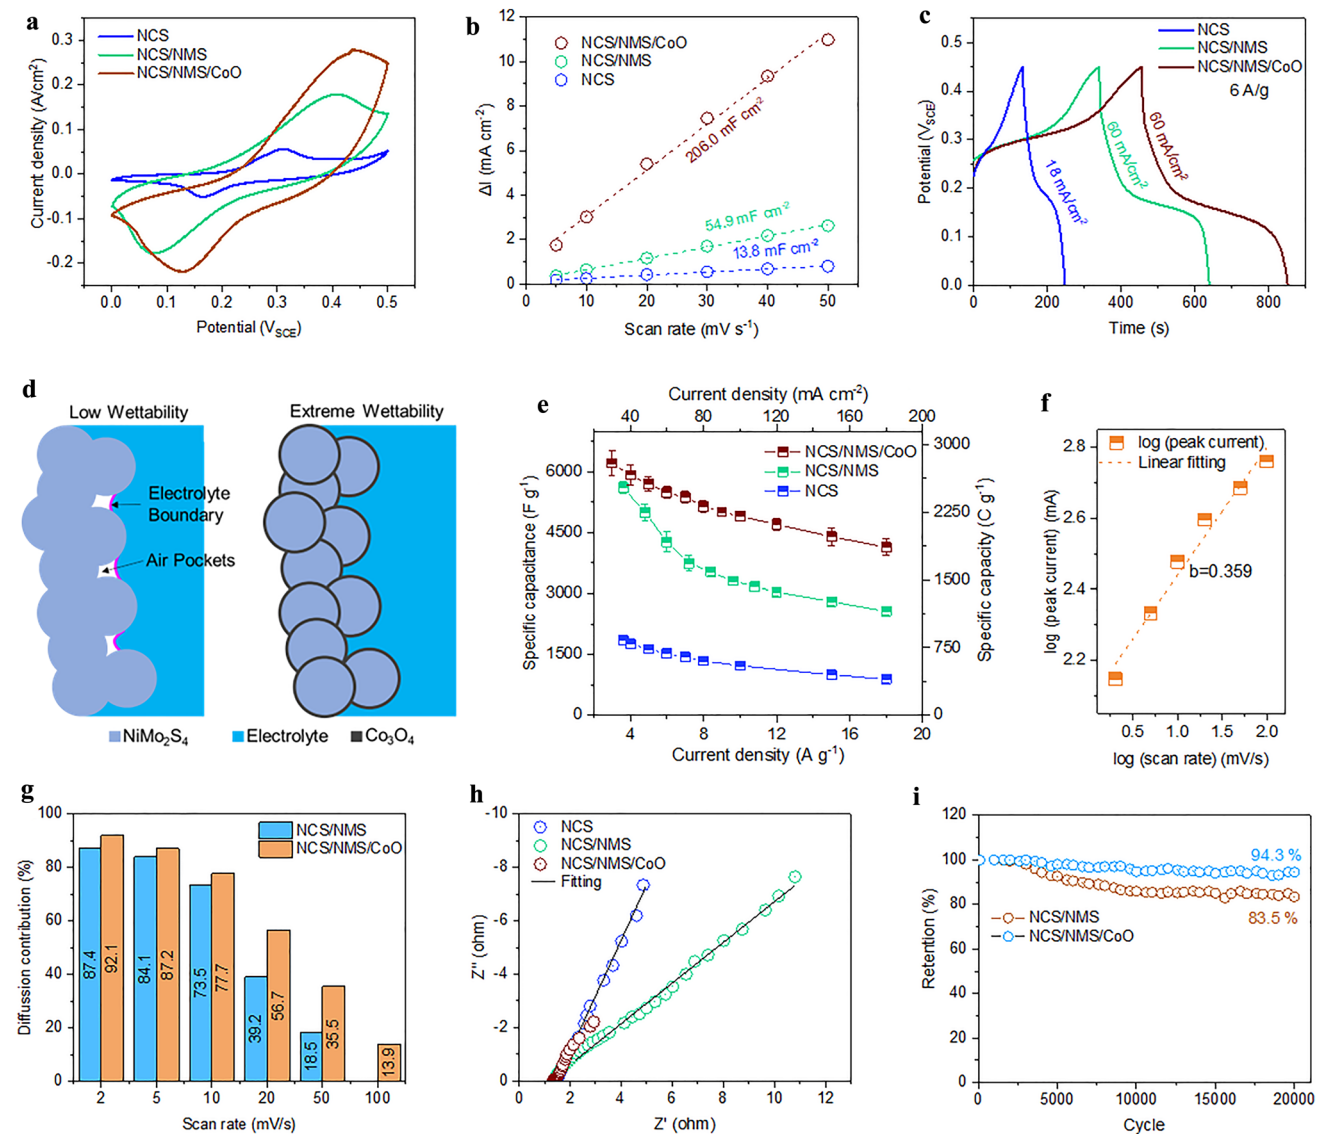 a
NCS
NCS/NMS
NCS/NMS/CoO
0.3
0.2
0.1
0.0
-0.1
-0.2
0.0 0.1 0.2 0.3 0.4 0.5
Current density (A/cm²)
Potential (V_SCE)
b
NCS/NMS/CoO
NCS/NMS
NCS
206.0 mF cm⁻²
54.9 mF cm⁻²
13.8 mF cm⁻²
12
10
8
6
4
2
0
0 10 20 30 40 50
ΔI (mA cm⁻²)
Scan rate (mV s⁻¹)
c
NCS
NCS/NMS
NCS/NMS/CoO
6 A/g
18 mA/cm²
60 mA/cm²
60 mA/cm²
0.5
0.4
0.3
0.2
0.1
0.0
0 200 400 600 800
Potential (V_SCE)
Time (s)
d
Low Wettability
Extreme Wettability
Electrolyte
Boundary
Air Pockets
NiMo₂S₄ Electrolyte Co₃O₄
e
Current density (mA cm⁻²)
40 80 120 160 200
NCS/NMS/CoO
NCS/NMS
NCS
6000
4500
3000
1500
0
3000
2250
1500
750
0
4 8 12 16 20
Specific capacitance (F g⁻¹)
Specific capacity (C g⁻¹)
Current density (A g⁻¹)
f
log (peak current)
Linear fitting
b=0.359
2.8
2.6
2.4
2.2
0.5 1.0 1.5 2.0
log (peak current) (mA)
log (scan rate) (mV/s)
g
NCS/NMS
NCS/NMS/CoO
100
80
60
40
20
0
87.4
92.1
84.1
87.2
73.5
77.7
39.2
56.7
18.5
35.5
13.9
2 5 10 20 50 100
Diffussion contribution (%)
Scan rate (mV/s)
h
NCS
NCS/NMS
NCS/NMS/CoO
Fitting
-10
-8
-6
-4
-2
0
0 2 4 6 8 10 12
Z'' (ohm)
Z' (ohm)
i
94.3 %
83.5 %
NCS/NMS
NCS/NMS/CoO
120
100
80
60
40
20
0
0 5000 10000 15000 20000
Retention (%)
Cycle